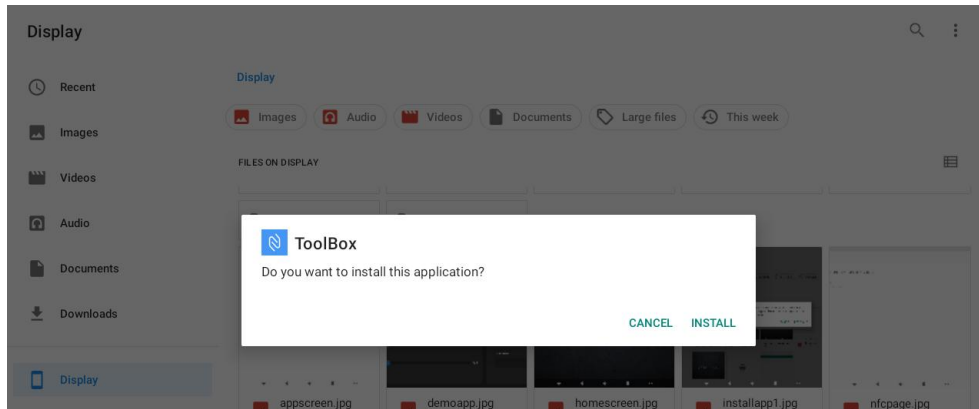 Display
Recent
Images
Videos
Audio
Documents
Downloads
Display
Display
Images
Audio
Videos
Documents
Large files
This week
FILES ON DISPLAY
ToolBox
Do you want to install this application?
CANCEL INSTALL
appscreen.jpg
demoapp.jpg
homescreen.jpg
installapp1.jpg
nfcpage.jpg